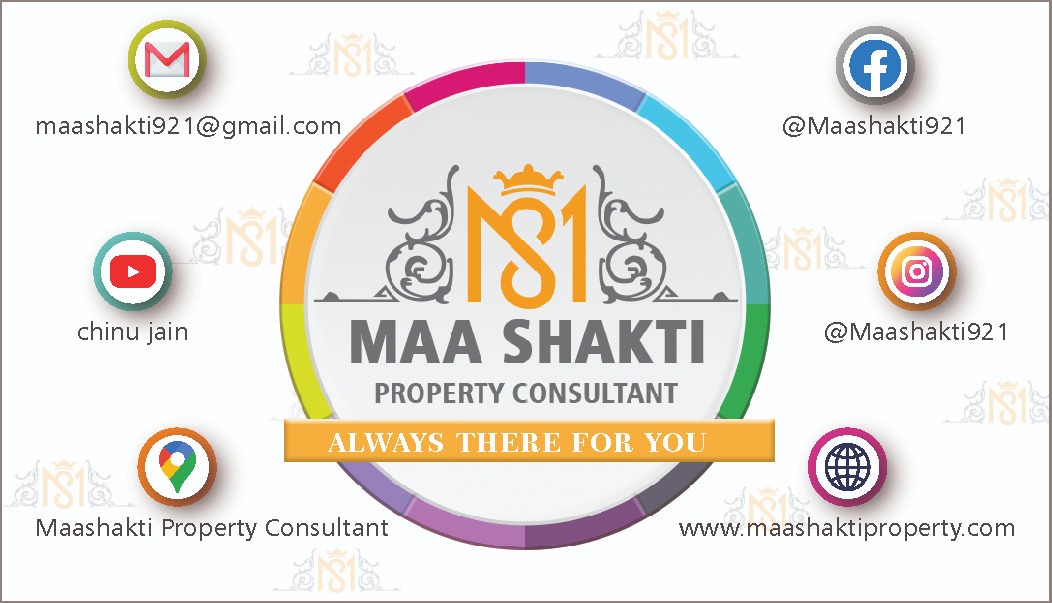 maashakti921@gmail.com
@Maashakti921
chinu jain
@Maashakti921
MAA SHAKTI
PROPERTY CONSULTANT
ALWAYS THERE FOR YOU
Maashakti Property Consultant
www.maashaktiproperty.com